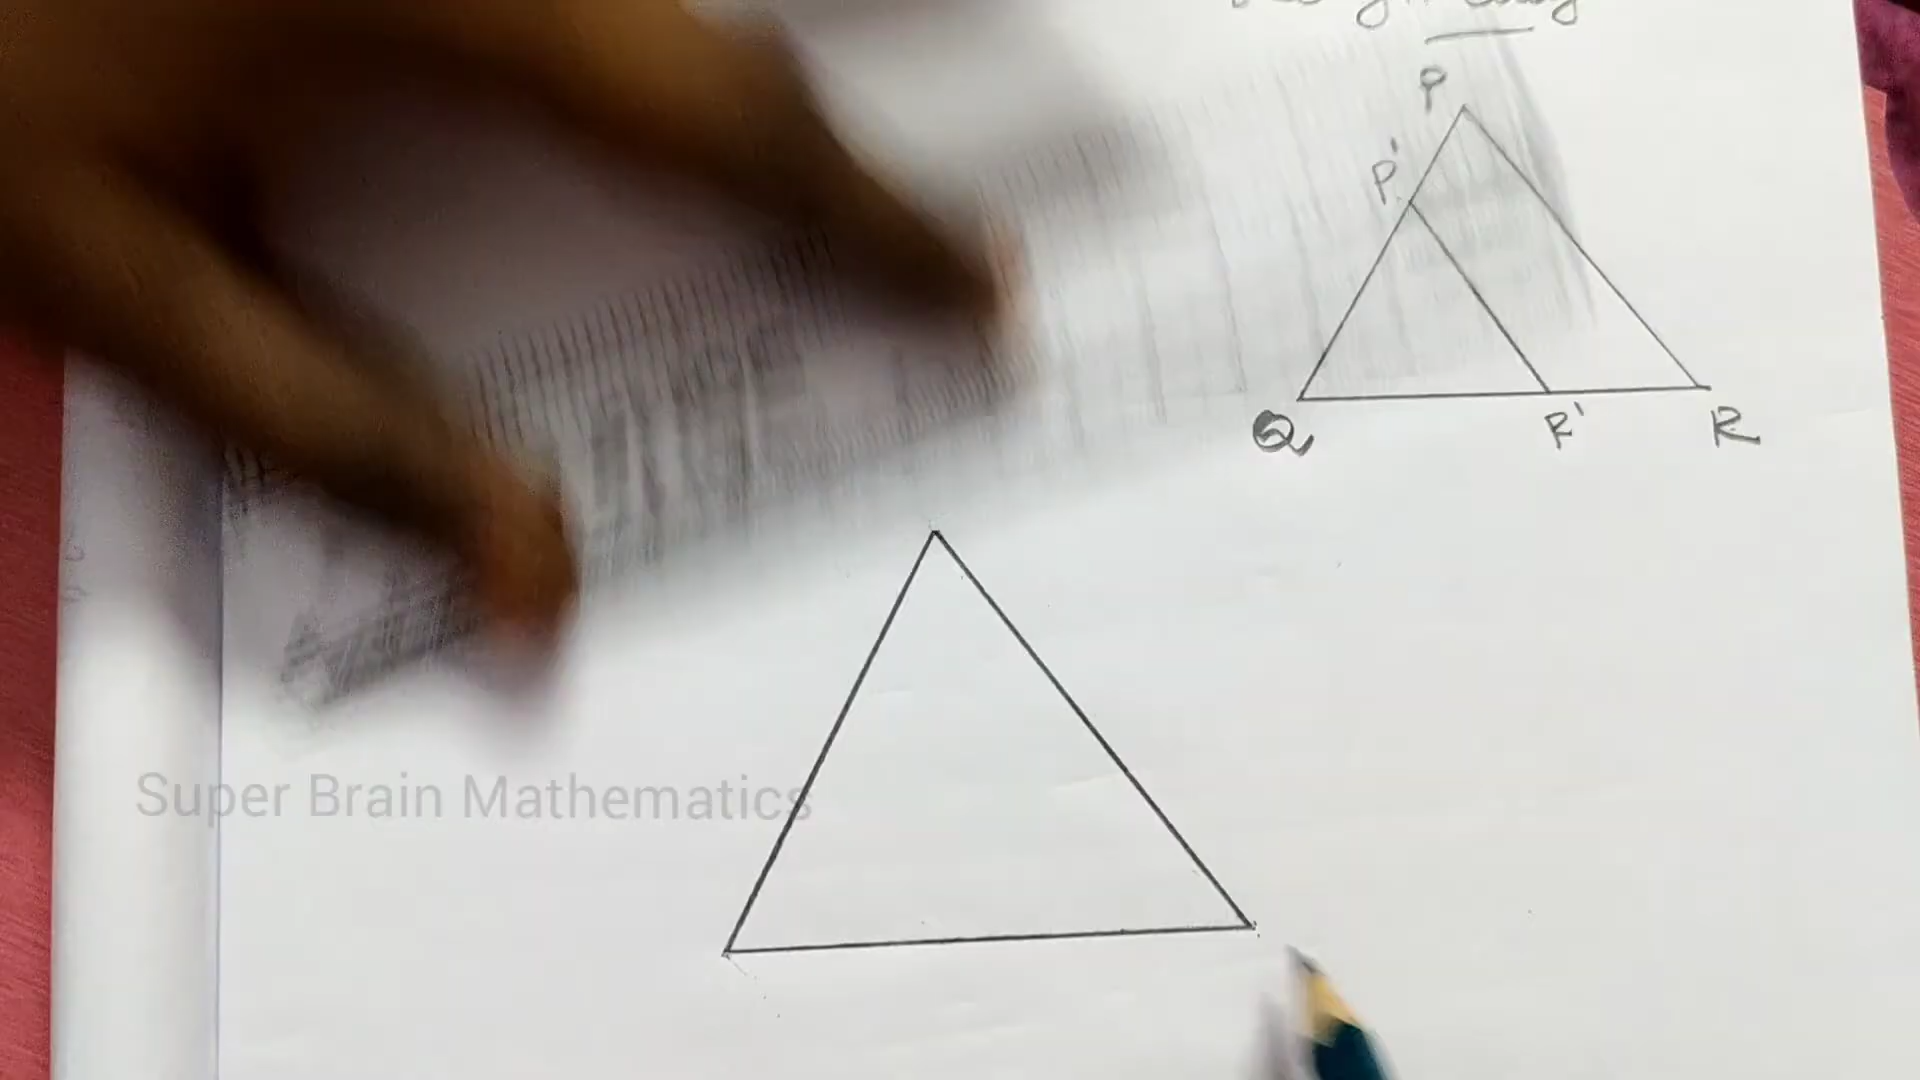 P
P'
Q
R'
R
Super Brain Mathematics